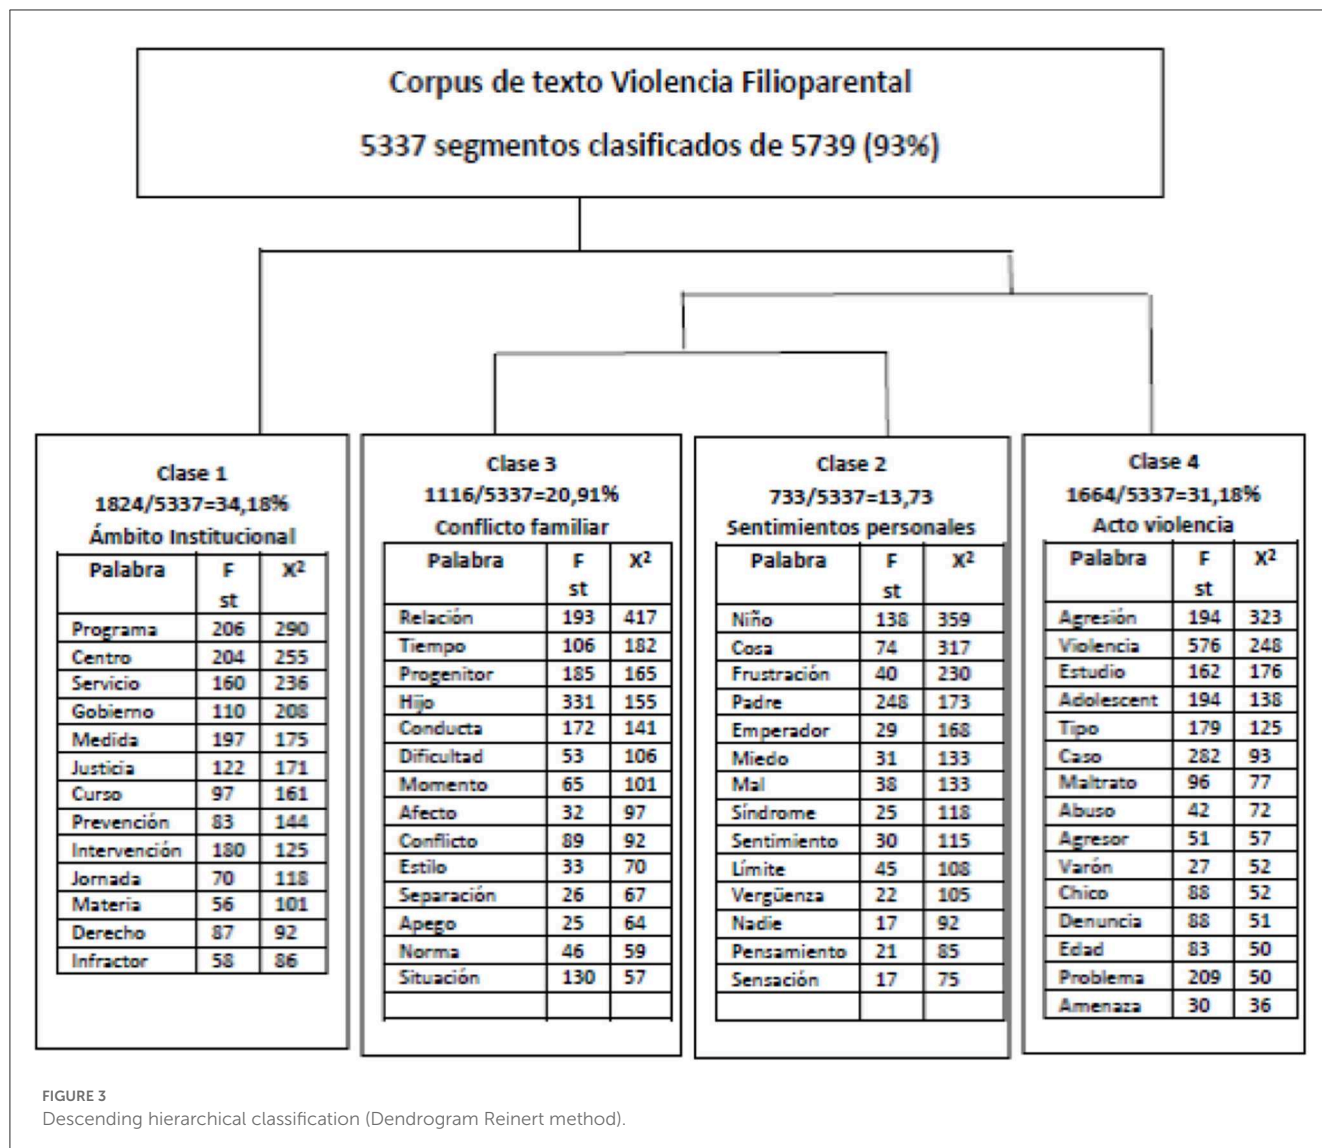 Corpus de texto Violencia Filioparental
5337 segmentos clasificados de 5739 (93%)
Clase 1
1824/5337=34,18%
Ámbito Institucional
Palabra F st X²
Programa 206 290
Centro 204 255
Servicio 160 236
Gobierno 110 208
Medida 197 175
Justicia 122 171
Curso 97 161
Prevención 83 144
Intervención 180 125
Jornada 70 118
Materia 56 101
Derecho 87 92
Infractor 58 86
Clase 3
1116/5337=20,91%
Conflicto familiar
Palabra F st X²
Relación 193 417
Tiempo 106 182
Progenitor 185 165
Hijo 331 155
Conducta 172 141
Dificultad 53 106
Momento 65 101
Afecto 32 97
Conflicto 89 92
Estilo 33 70
Separación 26 67
Apego 25 64
Norma 46 59
Situación 130 57
Clase 2
733/5337=13,73
Sentimientos personales
Palabra F st X²
Niño 138 359
Cosa 74 317
Frustración 40 230
Padre 248 173
Emperador 29 168
Miedo 31 133
Mal 38 133
Síndrome 25 118
Sentimiento 30 115
Límite 45 108
Vergüenza 22 105
Nadie 17 92
Pensamiento 21 85
Sensación 17 75
Clase 4
1664/5337=31,18%
Acto violencia
Palabra F st X²
Agresión 194 323
Violencia 576 248
Estudio 162 176
Adolescent 194 138
Tipo 179 125
Caso 282 93
Maltrato 96 77
Abuso 42 72
Agresor 51 57
Varón 27 52
Chico 88 52
Denuncia 88 51
Edad 83 50
Problema 209 50
Amenaza 30 36
FIGURE 3
Descending hierarchical classification (Dendrogram Reinert method).